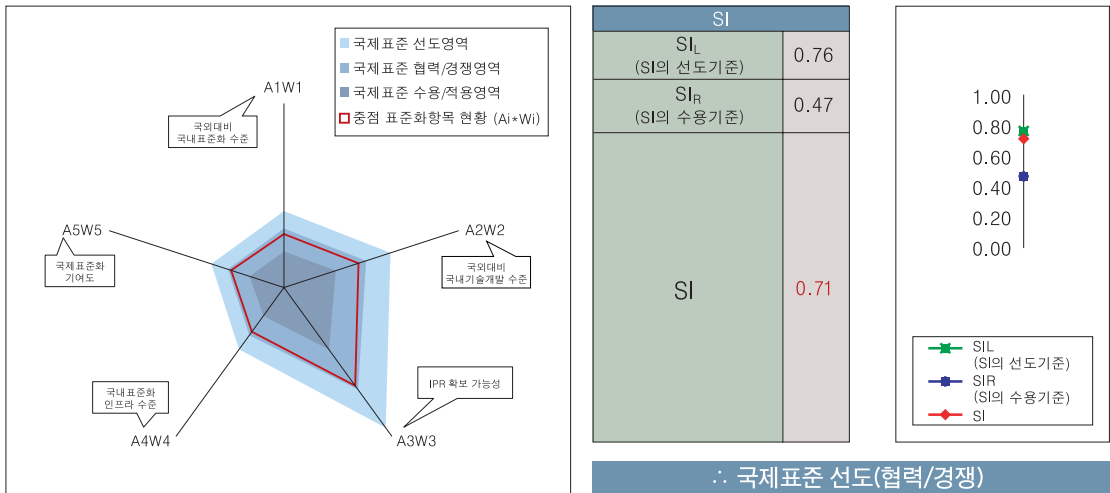 국제표준 선도영역
국제표준 협력/경쟁영역
국제표준 수용/적용영역
중점 표준화항목 현황 (Ai*Wi)
A1W1
국외대비
국내표준화 수준
A2W2
국외대비
국내기술개발 수준
A3W3
IPR 확보 가능성
A4W4
국내표준화
인프라 수준
A5W5
국제표준화
기여도
SI
SIL
(SI의 선도기준)
0.76
SIR
(SI의 수용기준)
0.47
SI
0.71
1.00
0.80
0.60
0.40
0.20
0.00
SIL
(SI의 선도기준)
SIR
(SI의 수용기준)
SI
∴ 국제표준 선도(협력/경쟁)